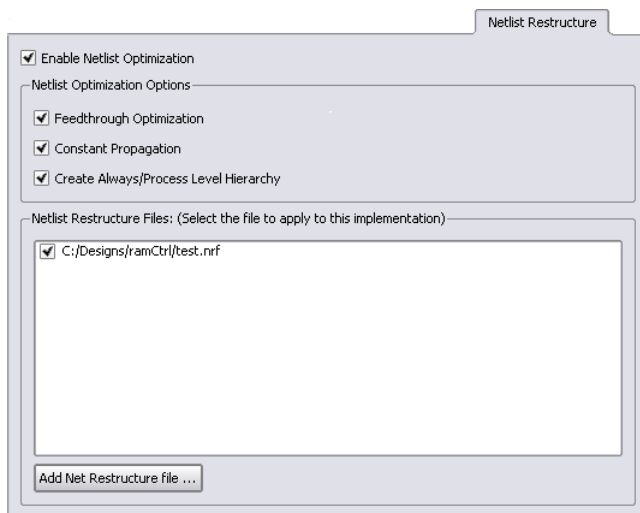 Netlist Restructure
Enable Netlist Optimization
Netlist Optimization Options
Feedthrough Optimization
Constant Propagation
Create Always/Process Level Hierarchy
Netlist Restructure Files: (Select the file to apply to this implementation)
C:/Designs/ramCtrl/test.nrf
Add Net Restructure file ...